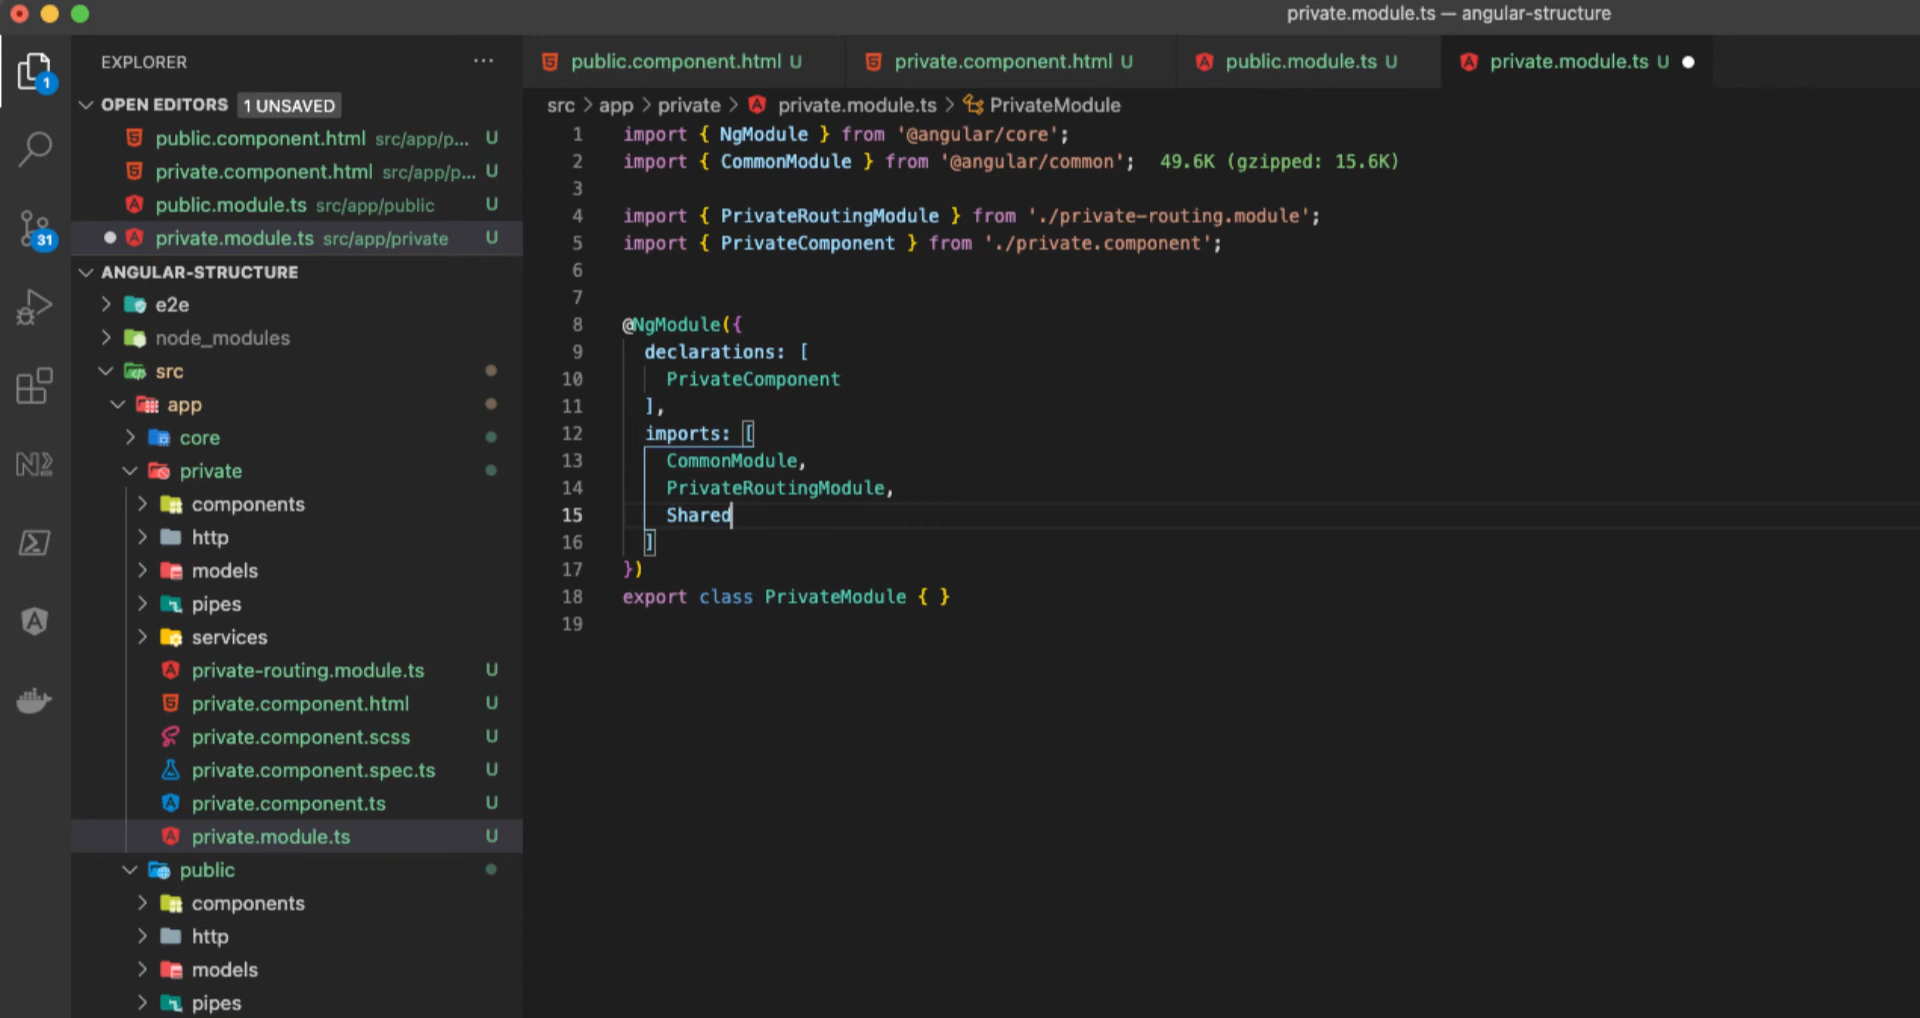 private.module.ts — angular-structure
EXPLORER
···
OPEN EDITORS 1 UNSAVED
public.component.html src/app/p... U
private.component.html src/app/p... U
public.module.ts src/app/public U
private.module.ts src/app/private U
ANGULAR-STRUCTURE
e2e
node_modules
src
app
core
private
components
http
models
pipes
services
private-routing.module.ts U
private.component.html U
private.component.scss U
private.component.spec.ts U
private.component.ts U
private.module.ts U
public
components
http
models
pipes
1
31
public.component.html U
private.component.html U
public.module.ts U
private.module.ts U
src > app > private > private.module.ts > PrivateModule
1 import { NgModule } from '@angular/core';
2 import { CommonModule } from '@angular/common'; 49.6K (gzipped: 15.6K)
3
4 import { PrivateRoutingModule } from './private-routing.module';
5 import { PrivateComponent } from './private.component';
6
7
8 @NgModule({
9 declarations: [
10 PrivateComponent
11 ],
12 imports: [
13 CommonModule,
14 PrivateRoutingModule,
15 Shared
16 ]
17 })
18 export class PrivateModule { }
19